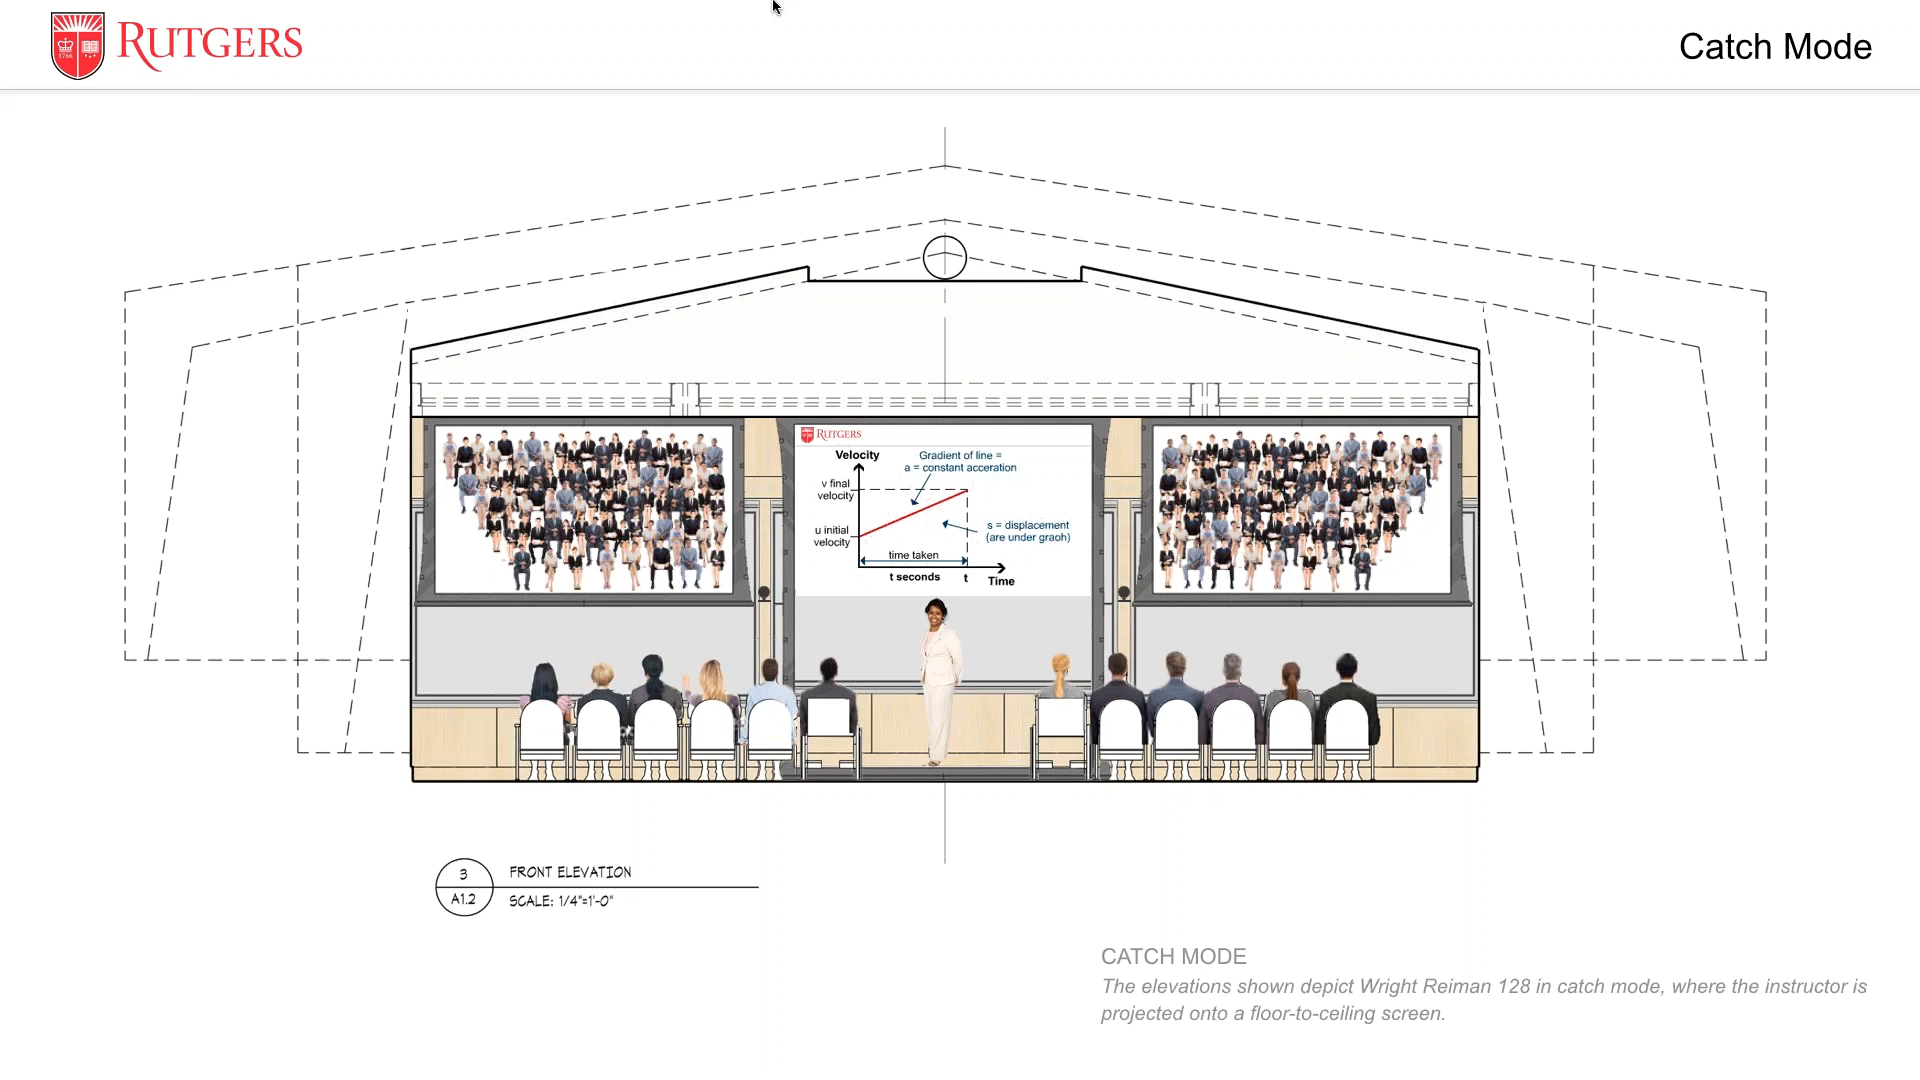 RUTGERS
1766
Catch Mode
RUTGERS
Velocity
Gradient of line =
a = constant acceration
v final
velocity
u initial
velocity
s = displacement
(are under graoh)
time taken
t seconds
t
Time
3
A1.2
FRONT ELEVATION
SCALE: 1/4"=1'-0"
CATCH MODE
The elevations shown depict Wright Reiman 128 in catch mode, where the instructor is
projected onto a floor-to-ceiling screen.